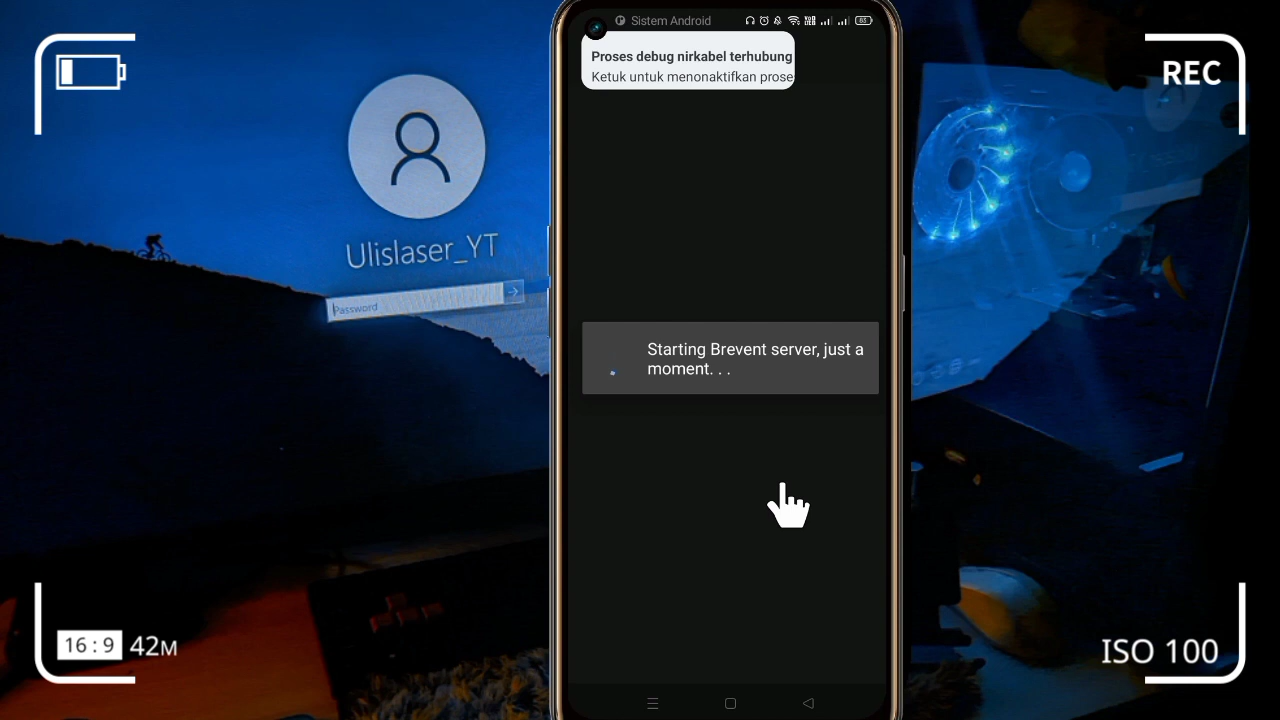 REC
Ulislaser_YT
Password
Sistem Android
83
Proses debug nirkabel terhubung
Ketuk untuk menonaktifkan prose
Starting Brevent server, just a
moment. . .
16 : 9 42M
ISO 100